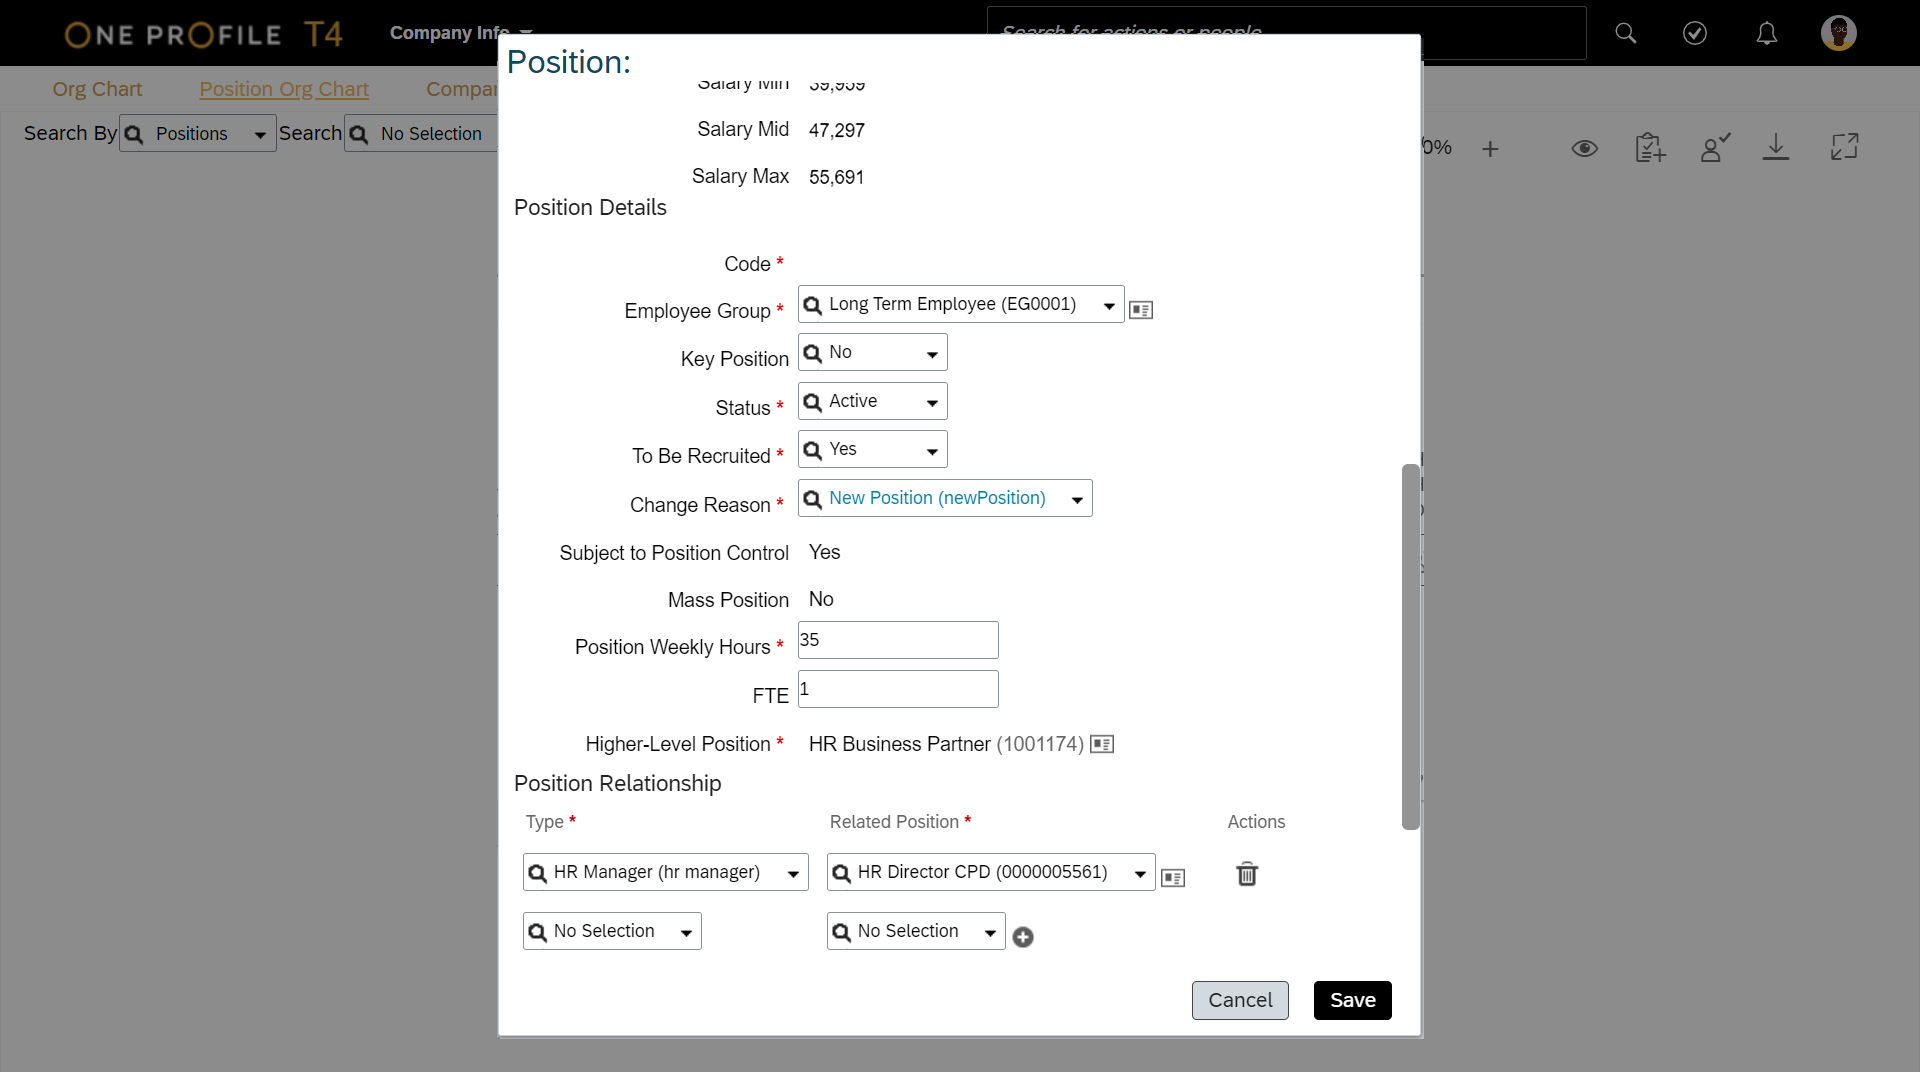 ONE PROFILE T4
Company Info
Search for actions or people
Position:
Org Chart
Position Org Chart
Search By
Positions
Search
No Selection
0%
Salary Min 39,959
Salary Mid 47,297
Salary Max 55,691
Position Details
Code *
Employee Group * Long Term Employee (EG0001)
Key Position No
Status * Active
To Be Recruited * Yes
Change Reason * New Position (newPosition)
Subject to Position Control Yes
Mass Position No
Position Weekly Hours * 35
FTE 1
Higher-Level Position * HR Business Partner (1001174)
Position Relationship
Type * Related Position * Actions
HR Manager (hr manager) HR Director CPD (0000005561)
No Selection No Selection
Cancel Save